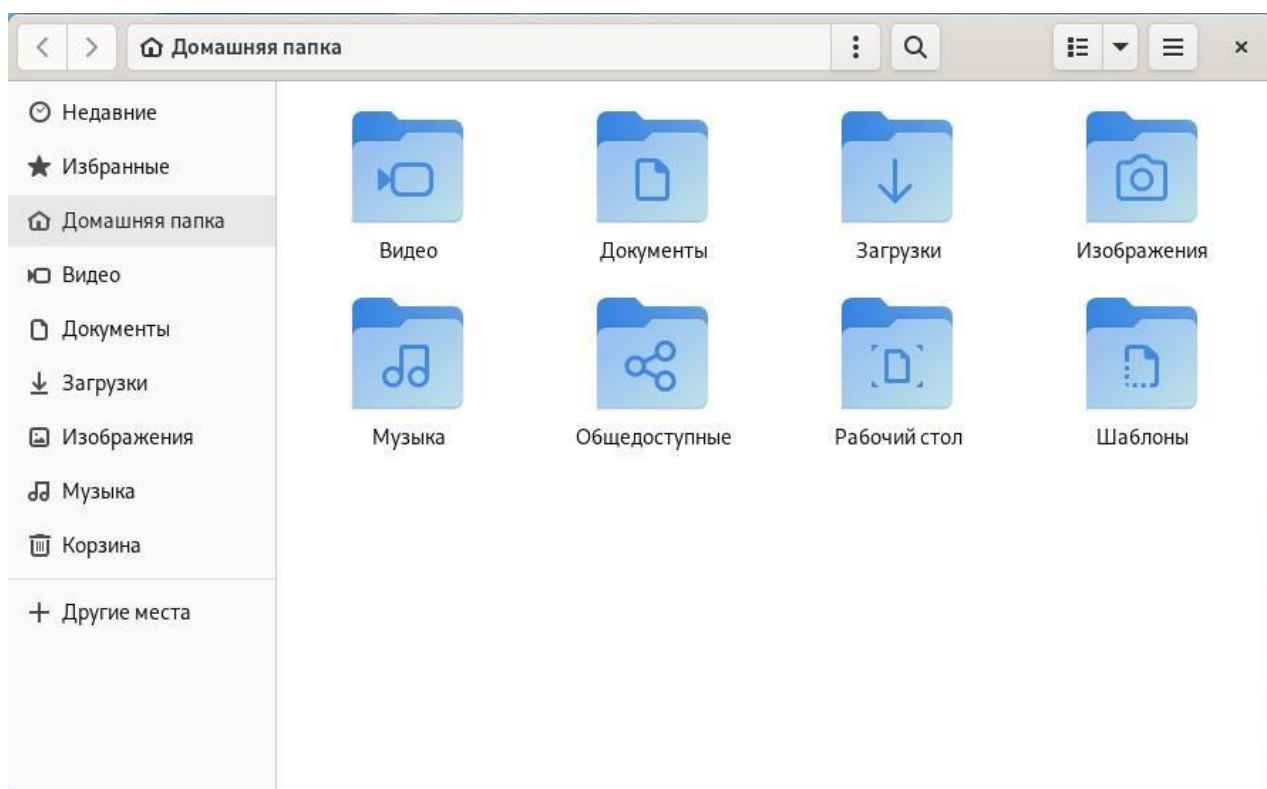 Домашняя папка
Недавние
Избранные
Домашняя папка
Видео
Документы
Загрузки
Изображения
Музыка
Корзина
Другие места
Видео
Документы
Загрузки
Изображения
Музыка
Общедоступные
Рабочий стол
Шаблоны